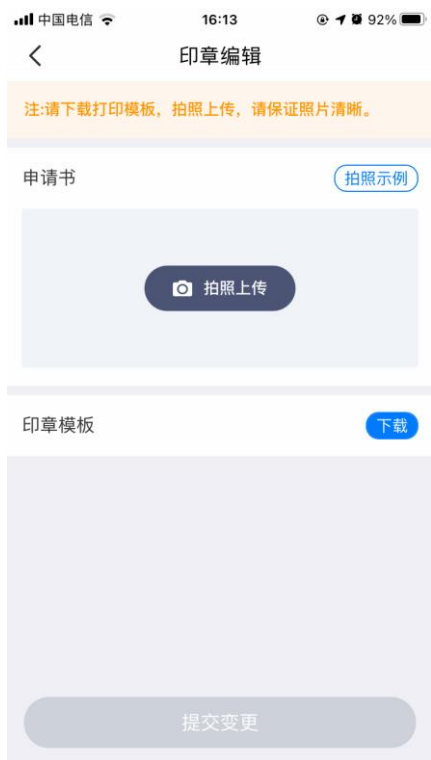 中国电信 16:13 92%
印章编辑
注:请下载打印模板，拍照上传，请保证照片清晰。
申请书 拍照示例
拍照上传
印章模板 下载
提交变更